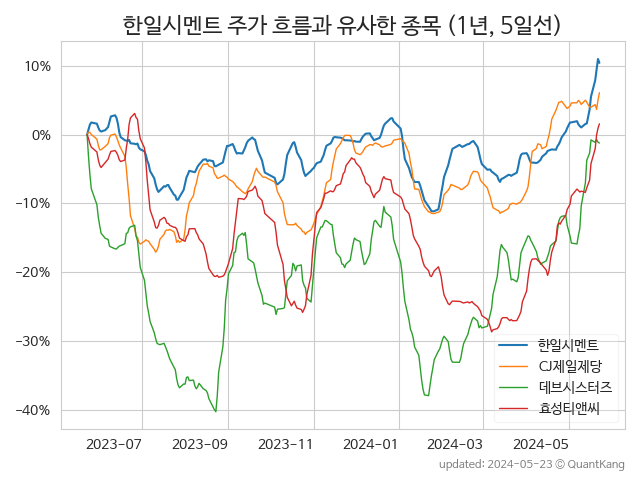 한일시멘트 주가 흐름과 유사한 종목 (1년, 5일선)
10%
0%
−10%
−20%
−30%
−40%
한일시멘트
CJ제일제당
데브시스터즈
효성티앤씨
2023-07 2023-09 2023-11 2024-01 2024-03 2024-05
updated: 2024-05-23 © QuantKang